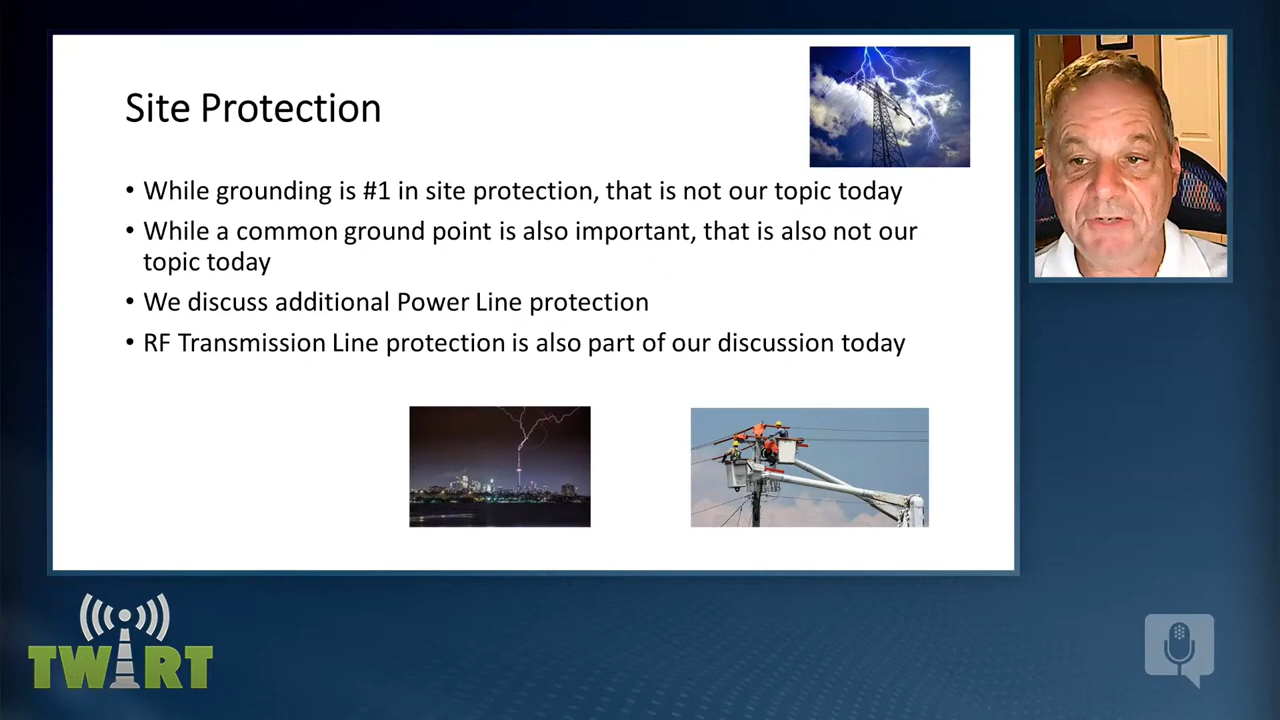 Site Protection
• While grounding is #1 in site protection, that is not our topic today
• While a common ground point is also important, that is also not our
topic today
• We discuss additional Power Line protection
• RF Transmission Line protection is also part of our discussion today
TWiRT